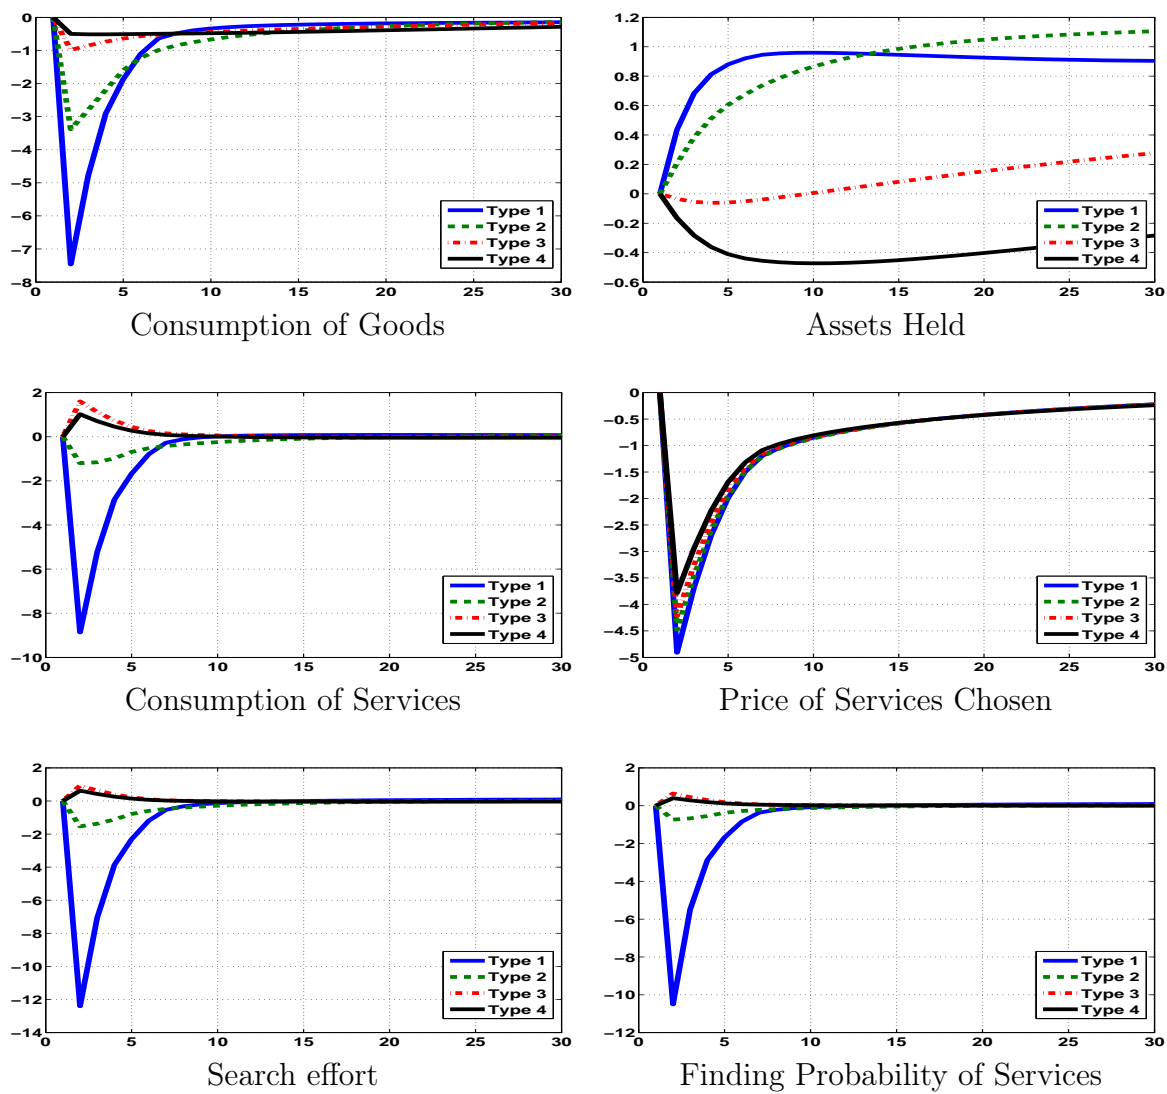 0
−1
−2
−3
−4
−5
−6
−7
−8
0 5 10 15 20 25 30
Type 1
Type 2
Type 3
Type 4
Consumption of Goods
1.2
1
0.8
0.6
0.4
0.2
0
−0.2
−0.4
−0.6
0 5 10 15 20 25 30
Type 1
Type 2
Type 3
Type 4
Assets Held
2
0
−2
−4
−6
−8
−10
0 5 10 15 20 25 30
Type 1
Type 2
Type 3
Type 4
Consumption of Services
0
−0.5
−1
−1.5
−2
−2.5
−3
−3.5
−4
−4.5
−5
0 5 10 15 20 25 30
Type 1
Type 2
Type 3
Type 4
Price of Services Chosen
2
0
−2
−4
−6
−8
−10
−12
−14
0 5 10 15 20 25 30
Type 1
Type 2
Type 3
Type 4
Search effort
2
0
−2
−4
−6
−8
−10
−12
0 5 10 15 20 25 30
Type 1
Type 2
Type 3
Type 4
Finding Probability of Services